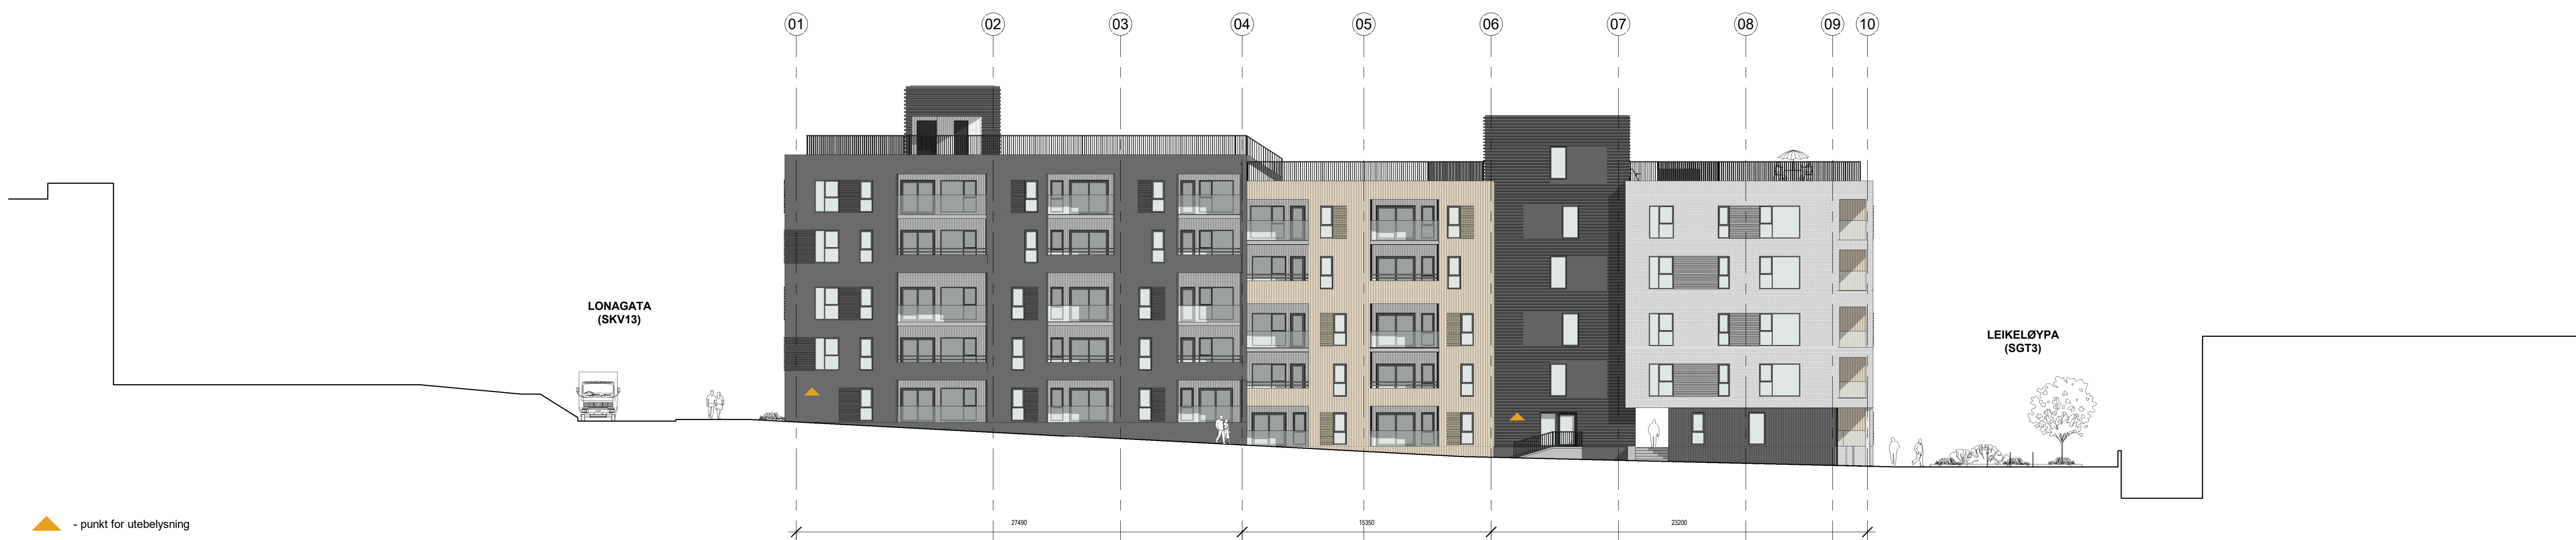 01 02 03 04 05 06 07 08 09 10
LONAGATA
(SKV13)
LEIKELØYPA
(SGT3)
- punkt for utebelysning
27490 15350 23200